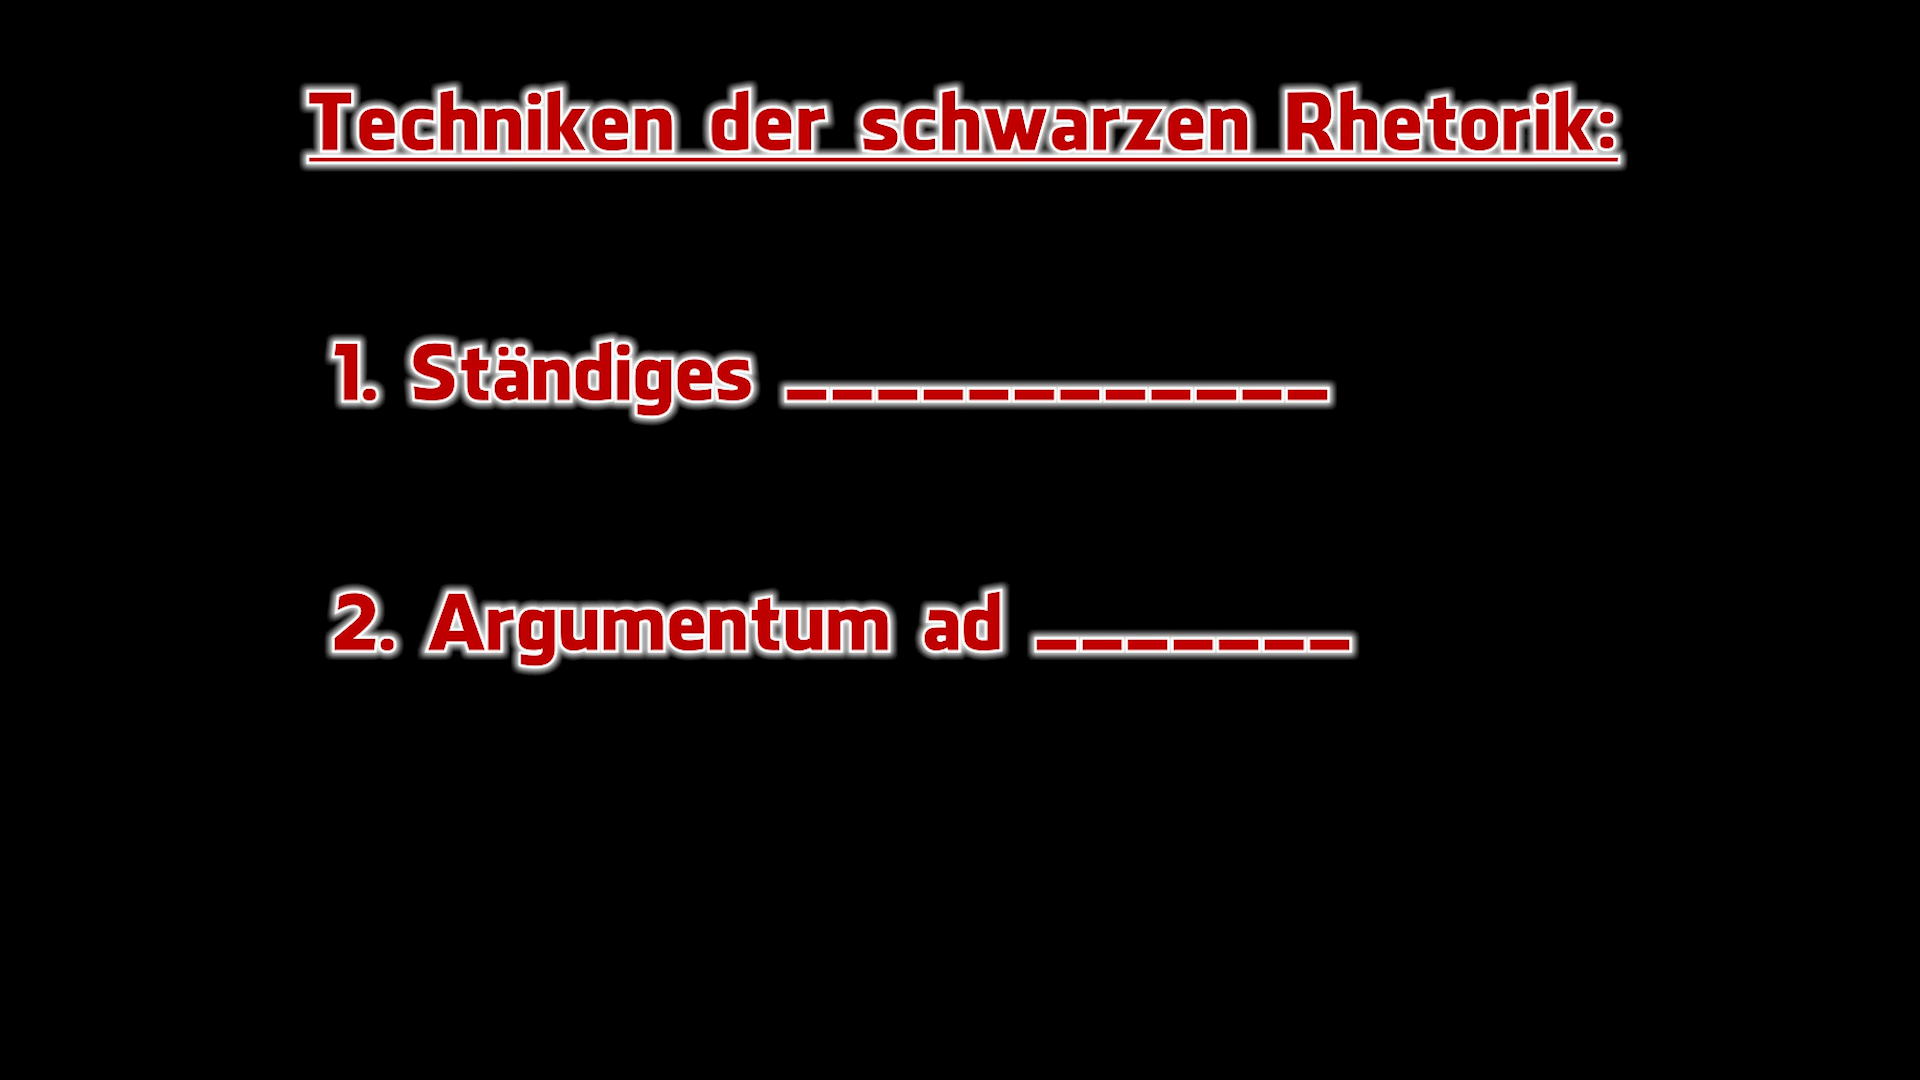 Techniken der schwarzen Rhetorik:
1. Ständiges ____________
2. Argumentum ad _______